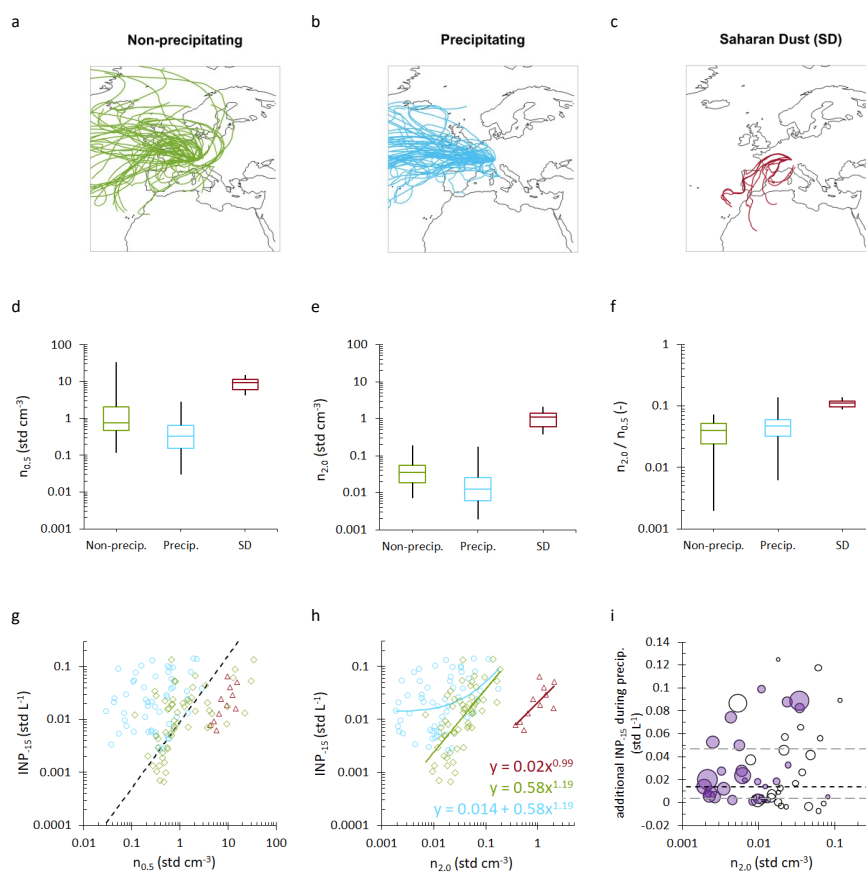 a
b
c
Non-precipitating
Precipitating
Saharan Dust (SD)
d
e
f
100
10
1
0.1
0.01
0.001
n0.5 (std cm-3)
Non-precip. Precip. SD
100
10
1
0.1
0.01
0.001
n2.0 (std cm-3)
Non-precip. Precip. SD
1
0.1
0.01
0.001
n2.0 / n0.5 (-)
Non-precip. Precip. SD
g
h
i
0.1
0.01
0.001
0.0001
INP-15 (std L-1)
0.01 0.1 1 10 100
n0.5 (std cm-3)
0.1
0.01
0.001
0.0001
INP-15 (std L-1)
y = 0.02x0.99
y = 0.58x1.19
y = 0.014 + 0.58x1.19
0.001 0.01 0.1 1
n2.0 (std cm-3)
0.14
0.12
0.1
0.08
0.06
0.04
0.02
0
-0.02
additional INP-15 during precip.
(std L-1)
0.001 0.01 0.1
n2.0 (std cm-3)